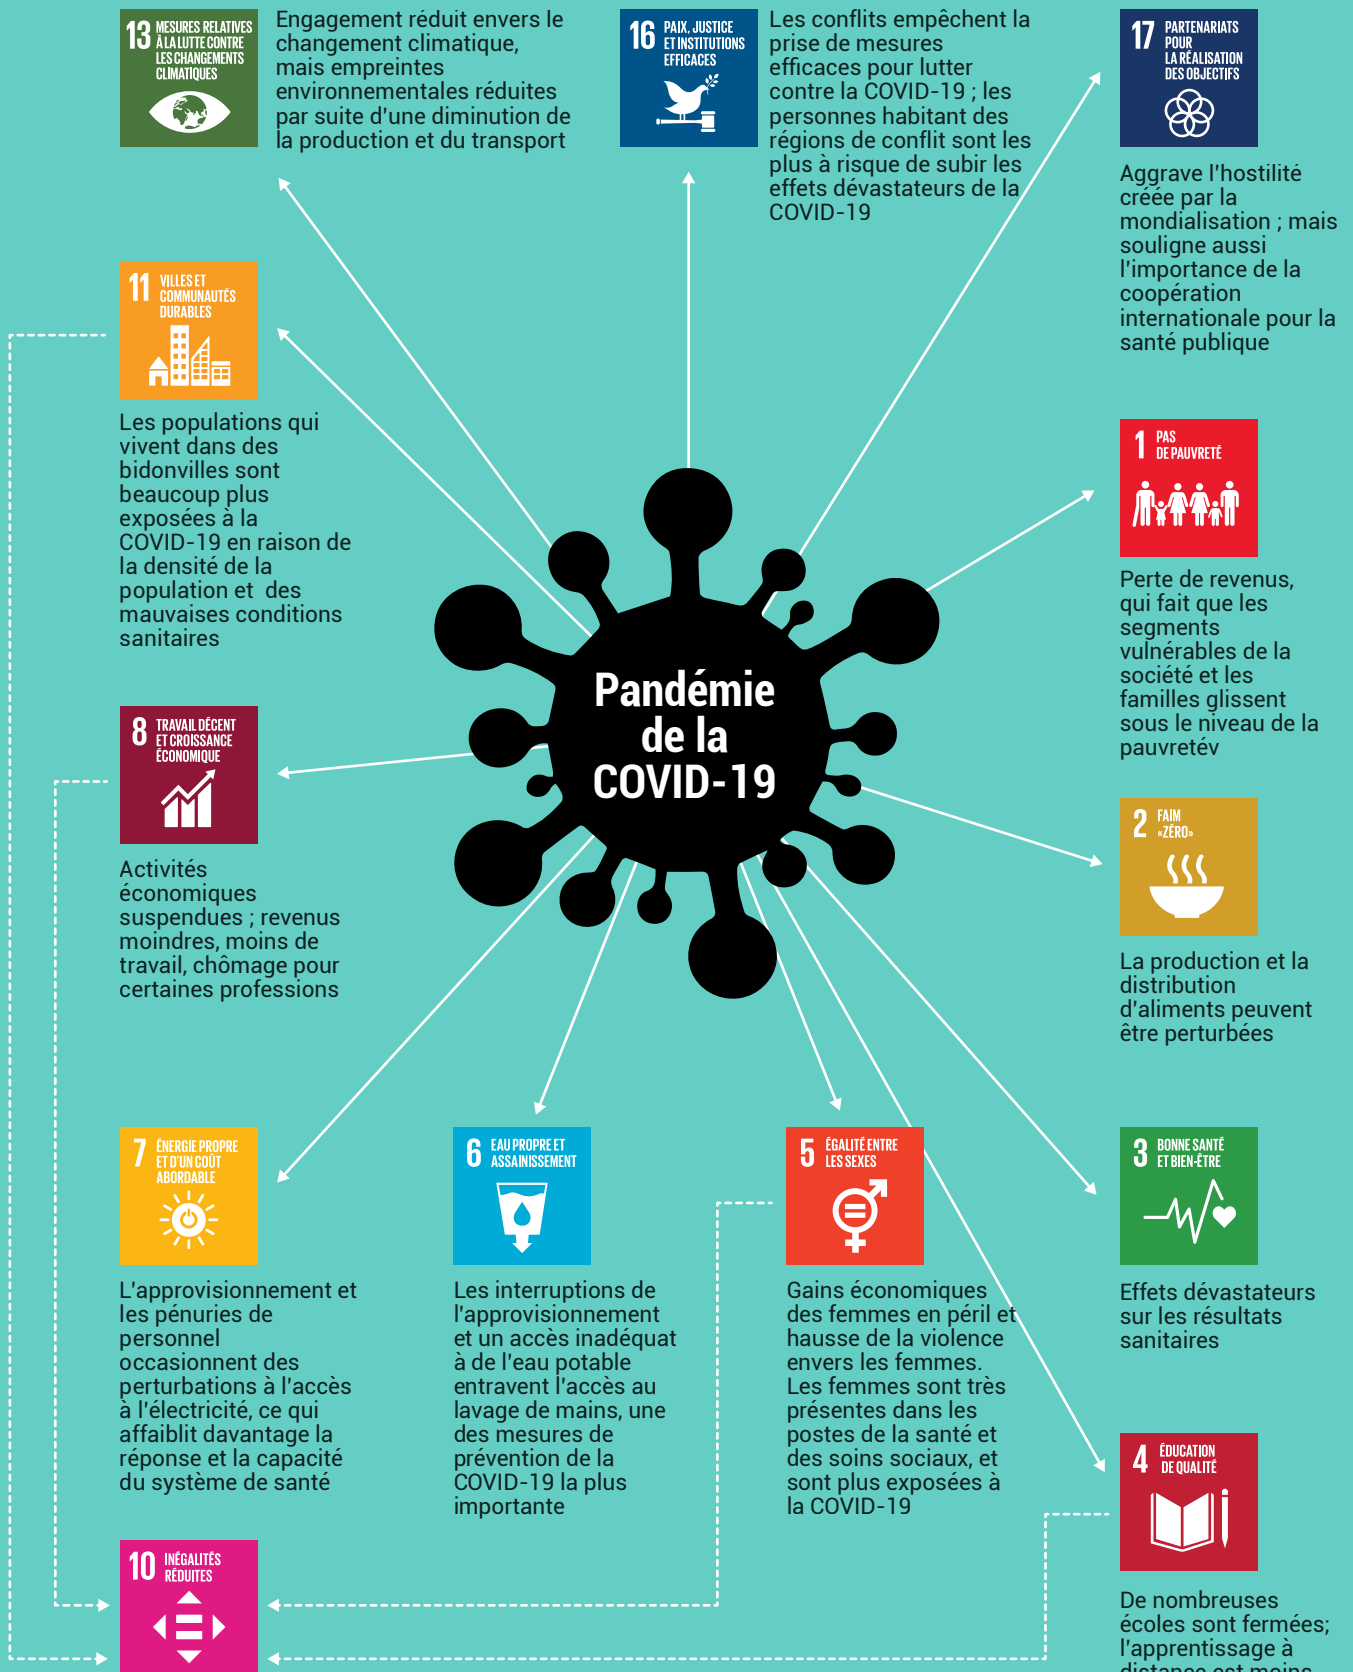 13 MESURES RELATIVES
À LA LUTTE CONTRE
LES CHANGEMENTS
CLIMATIQUES
Engagement réduit envers le
changement climatique,
mais empreintes
environnementales réduites
par suite d'une diminution de
la production et du transport
16 PAIX, JUSTICE
ET INSTITUTIONS
EFFICACES
Les conflits empêchent la
prise de mesures
efficaces pour lutter
contre la COVID-19 ; les
personnes habitant des
régions de conflit sont les
plus à risque de subir les
effets dévastateurs de la
COVID-19
17 PARTENARIATS
POUR
LA RÉALISATION
DES OBJECTIFS
Aggrave l'hostilité
créée par la
mondialisation ; mais
souligne aussi
l'importance de la
coopération
internationale pour la
santé publique
11 VILLES ET
COMMUNAUTÉS
DURABLES
Les populations qui
vivent dans des
bidonvilles sont
beaucoup plus
exposées à la
COVID-19 en raison de
la densité de la
population et des
mauvaises conditions
sanitaires
1 PAS
DE PAUVRETÉ
Perte de revenus,
qui fait que les
segments
vulnérables de la
société et les
familles glissent
sous le niveau de la
pauvretév
Pandémie
de la
COVID-19
8 TRAVAIL DÉCENT
ET CROISSANCE
ÉCONOMIQUE
Activités
économiques
suspendues ; revenus
moindres, moins de
travail, chômage pour
certaines professions
2 FAIM
«ZÉRO»
La production et la
distribution
d'aliments peuvent
être perturbées
7 ÉNERGIE PROPRE
ET D'UN COÛT
ABORDABLE
L'approvisionnement et
les pénuries de
personnel
occasionnent des
perturbations à l'accès
à l'électricité, ce qui
affaiblit davantage la
réponse et la capacité
du système de santé
6 EAU PROPRE ET
ASSAINISSEMENT
Les interruptions de
l'approvisionnement
et un accès inadéquat
à de l'eau potable
entravent l'accès au
lavage de mains, une
des mesures de
prévention de la
COVID-19 la plus
importante
5 ÉGALITÉ ENTRE
LES SEXES
Gains économiques
des femmes en péril et
hausse de la violence
envers les femmes.
Les femmes sont très
présentes dans les
postes de la santé et
des soins sociaux, et
sont plus exposées à
la COVID-19
3 BONNE SANTÉ
ET BIEN-ÊTRE
Effets dévastateurs
sur les résultats
sanitaires
4 ÉDUCATION
DE QUALITÉ
De nombreuses
écoles sont fermées;
l'apprentissage à
distance est moins
10 INÉGALITÉS
RÉDUITES